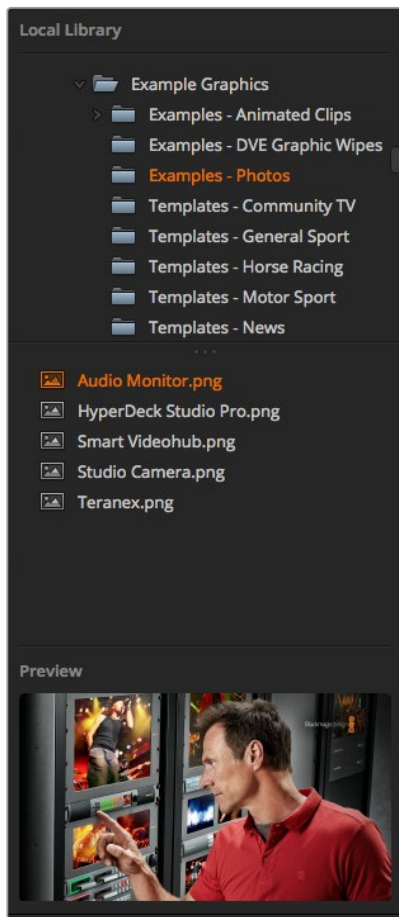 Local Library
Example Graphics
Examples - Animated Clips
Examples - DVE Graphic Wipes
Examples - Photos
Templates - Community TV
Templates - General Sport
Templates - Horse Racing
Templates - Motor Sport
Templates - News
Audio Monitor.png
HyperDeck Studio Pro.png
Smart Videohub.png
Studio Camera.png
Teranex.png
Preview
Blackmagicdesign